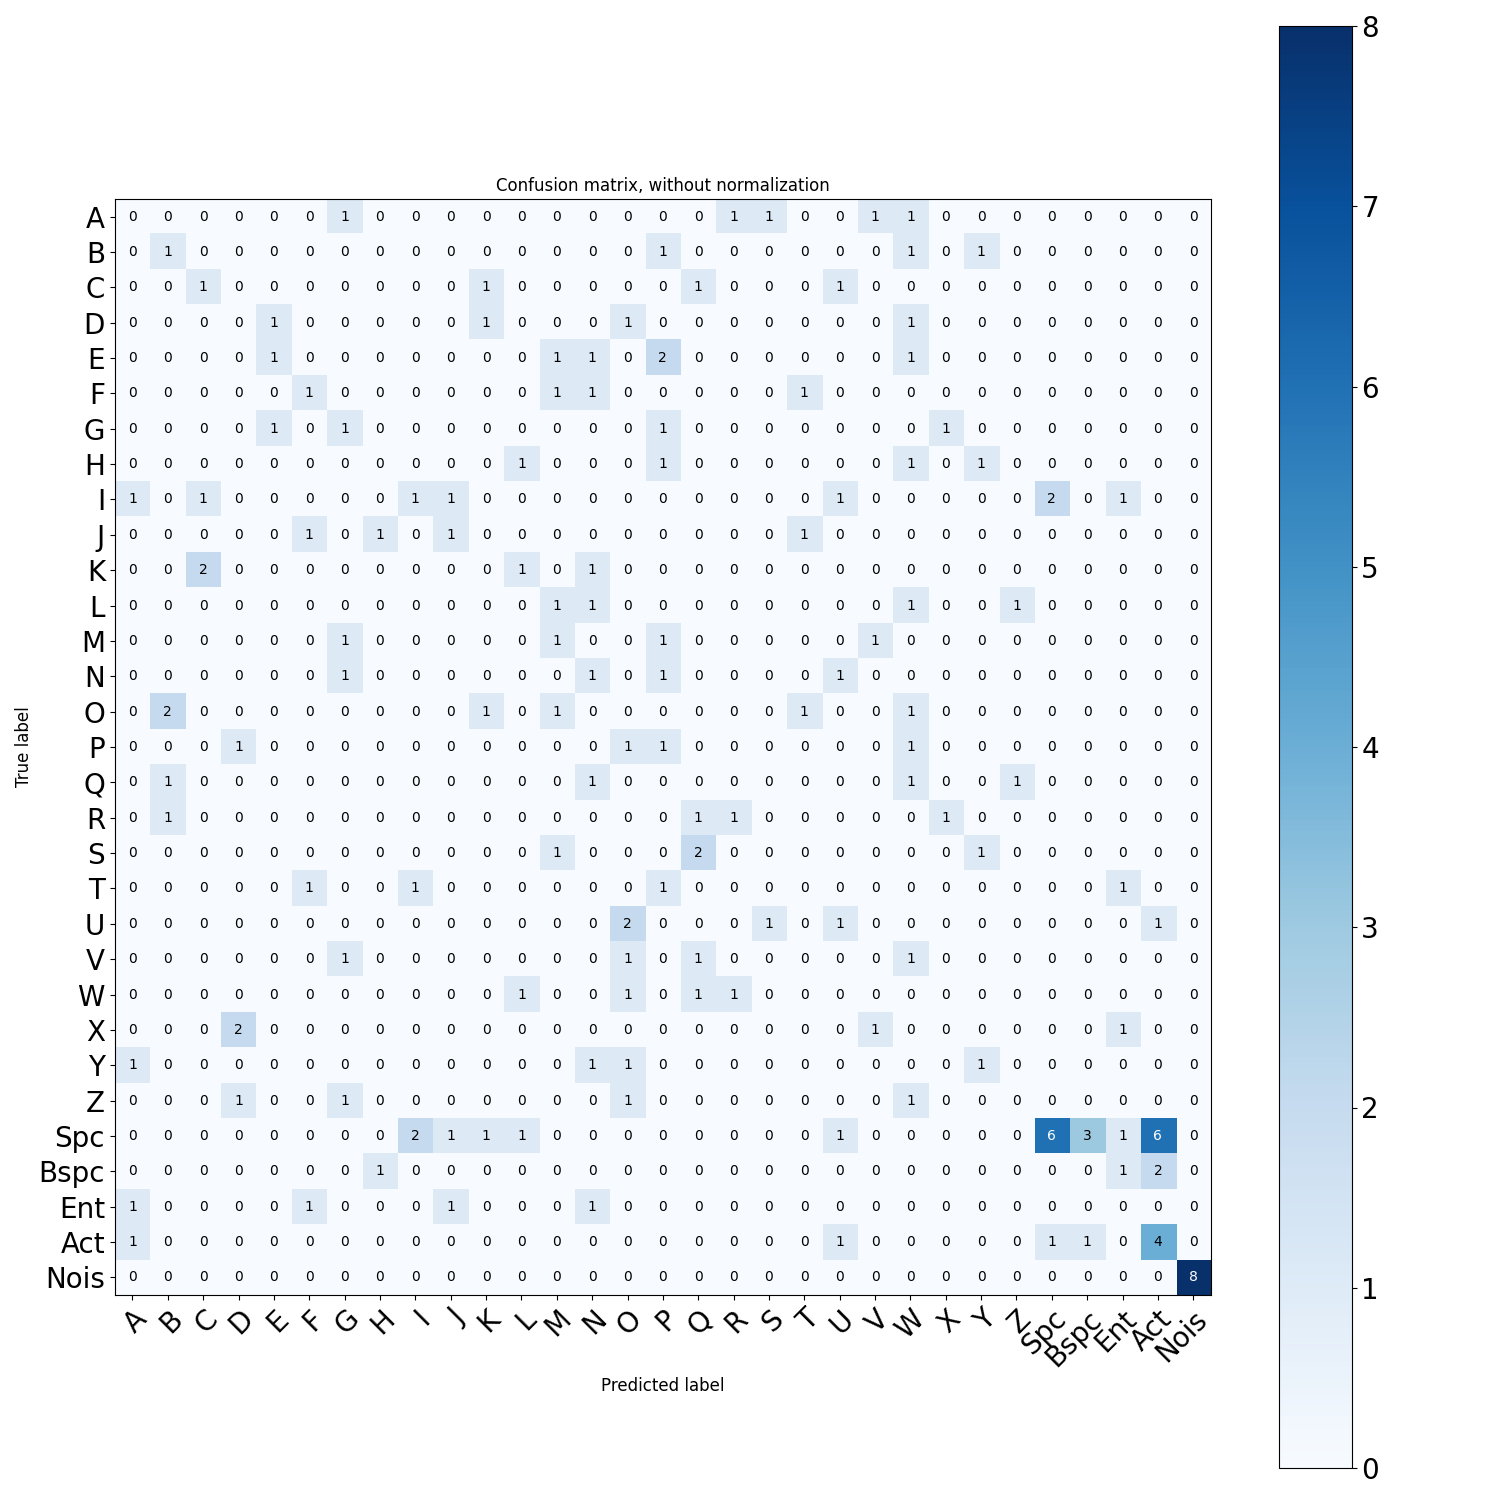 Confusion matrix, without normalization
A 0 0 0 0 0 0 1 0 0 0 0 0 0 0 0 0 0 1 1 0 0 1 1 0 0 0 0 0 0 0 0
B 0 1 0 0 0 0 0 0 0 0 0 0 0 0 0 1 0 0 0 0 0 0 1 0 1 0 0 0 0 0 0
C 0 0 1 0 0 0 0 0 0 0 1 0 0 0 0 0 1 0 0 0 1 0 0 0 0 0 0 0 0 0 0
D 0 0 0 0 1 0 0 0 0 0 1 0 0 0 1 0 0 0 0 0 0 0 1 0 0 0 0 0 0 0 0
E 0 0 0 0 1 0 0 0 0 0 0 0 1 1 0 2 0 0 0 0 0 0 1 0 0 0 0 0 0 0 0
F 0 0 0 0 0 1 0 0 0 0 0 0 1 1 0 0 0 0 0 1 0 0 0 0 0 0 0 0 0 0 0
G 0 0 0 0 1 0 1 0 0 0 0 0 0 0 0 1 0 0 0 0 0 0 0 1 0 0 0 0 0 0 0
H 0 0 0 0 0 0 0 0 0 0 0 1 0 0 0 1 0 0 0 0 0 0 1 0 1 0 0 0 0 0 0
I 1 0 1 0 0 0 0 0 1 1 0 0 0 0 0 0 0 0 0 0 1 0 0 0 0 0 2 0 1 0 0
J 0 0 0 0 0 1 0 1 0 1 0 0 0 0 0 0 0 0 0 1 0 0 0 0 0 0 0 0 0 0 0
K 0 0 2 0 0 0 0 0 0 0 0 1 0 1 0 0 0 0 0 0 0 0 0 0 0 0 0 0 0 0 0
L 0 0 0 0 0 0 0 0 0 0 0 0 1 1 0 0 0 0 0 0 0 0 1 0 0 1 0 0 0 0 0
M 0 0 0 0 0 0 1 0 0 0 0 0 1 0 0 1 0 0 0 0 0 1 0 0 0 0 0 0 0 0 0
N 0 0 0 0 0 0 1 0 0 0 0 0 0 1 0 1 0 0 0 0 1 0 0 0 0 0 0 0 0 0 0
O 0 2 0 0 0 0 0 0 0 0 1 0 1 0 0 0 0 0 0 1 0 0 1 0 0 0 0 0 0 0 0
P 0 0 0 1 0 0 0 0 0 0 0 0 0 0 1 1 0 0 0 0 0 0 1 0 0 0 0 0 0 0 0
Q 0 1 0 0 0 0 0 0 0 0 0 0 0 1 0 0 0 0 0 0 0 0 1 0 0 1 0 0 0 0 0
R 0 1 0 0 0 0 0 0 0 0 0 0 0 0 0 0 1 1 0 0 0 0 0 1 0 0 0 0 0 0 0
S 0 0 0 0 0 0 0 0 0 0 0 0 1 0 0 0 2 0 0 0 0 0 0 0 1 0 0 0 0 0 0
T 0 0 0 0 0 1 0 0 1 0 0 0 0 0 0 1 0 0 0 0 0 0 0 0 0 0 0 0 1 0 0
U 0 0 0 0 0 0 0 0 0 0 0 0 0 0 2 0 0 0 1 0 1 0 0 0 0 0 0 0 0 1 0
V 0 0 0 0 0 0 1 0 0 0 0 0 0 0 1 0 1 0 0 0 0 0 1 0 0 0 0 0 0 0 0
W 0 0 0 0 0 0 0 0 0 0 0 1 0 0 1 0 1 1 0 0 0 0 0 0 0 0 0 0 0 0 0
X 0 0 0 2 0 0 0 0 0 0 0 0 0 0 0 0 0 0 0 0 0 1 0 0 0 0 0 0 1 0 0
Y 1 0 0 0 0 0 0 0 0 0 0 0 0 1 1 0 0 0 0 0 0 0 0 0 1 0 0 0 0 0 0
Z 0 0 0 1 0 0 1 0 0 0 0 0 0 0 1 0 0 0 0 0 0 0 1 0 0 0 0 0 0 0 0
Spc 0 0 0 0 0 0 0 0 2 1 1 1 0 0 0 0 0 0 0 0 1 0 0 0 0 0 6 3 1 6 0
Bspc 0 0 0 0 0 0 0 1 0 0 0 0 0 0 0 0 0 0 0 0 0 0 0 0 0 0 0 0 1 2 0
Ent 1 0 0 0 0 1 0 0 0 1 0 0 0 1 0 0 0 0 0 0 0 0 0 0 0 0 0 0 0 0 0
Act 1 0 0 0 0 0 0 0 0 0 0 0 0 0 0 0 0 0 0 0 1 0 0 0 0 0 1 1 0 4 0
Nois 0 0 0 0 0 0 0 0 0 0 0 0 0 0 0 0 0 0 0 0 0 0 0 0 0 0 0 0 0 0 8
A B C D E F G H I J K L M N O P Q R S T U V W X Y Z Spc Bspc Ent Act Nois
Predicted label
True label
8
7
6
5
4
3
2
1
0